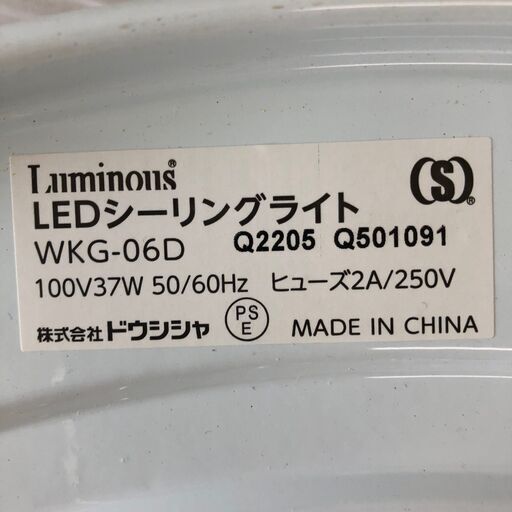 Luminous®
(S)®
LEDシーリングライト
WKG-06D Q2205 Q501091
100V37W 50/60Hz ヒューズ2A/250V
株式会社ドウシシャ PSE MADE IN CHINA